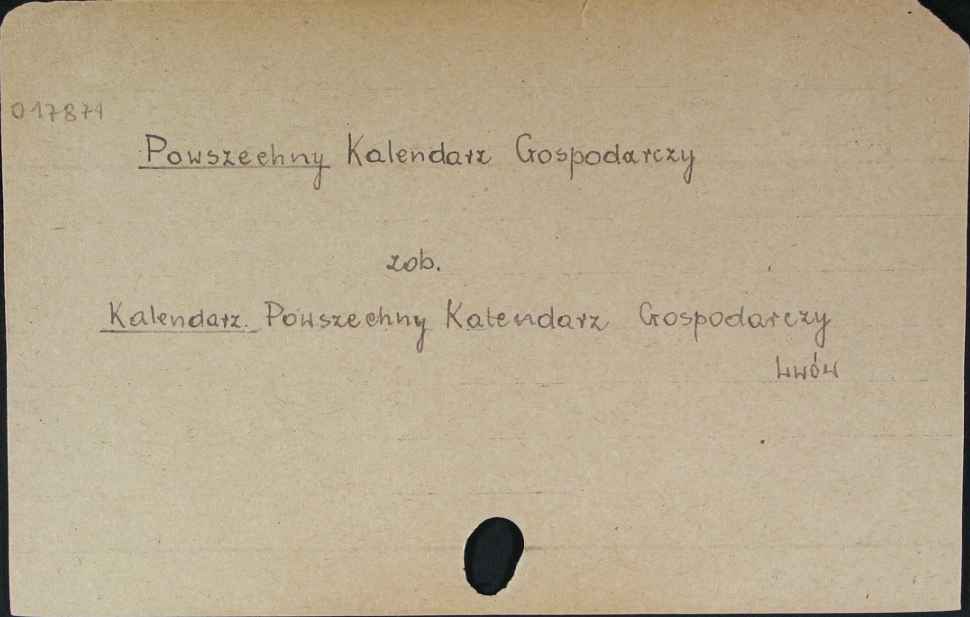 017871
Powszechny Kalendarz Gospodarczy
zob.
Kalendarz. Powszechny Kalendarz Gospodarczy
Lwów